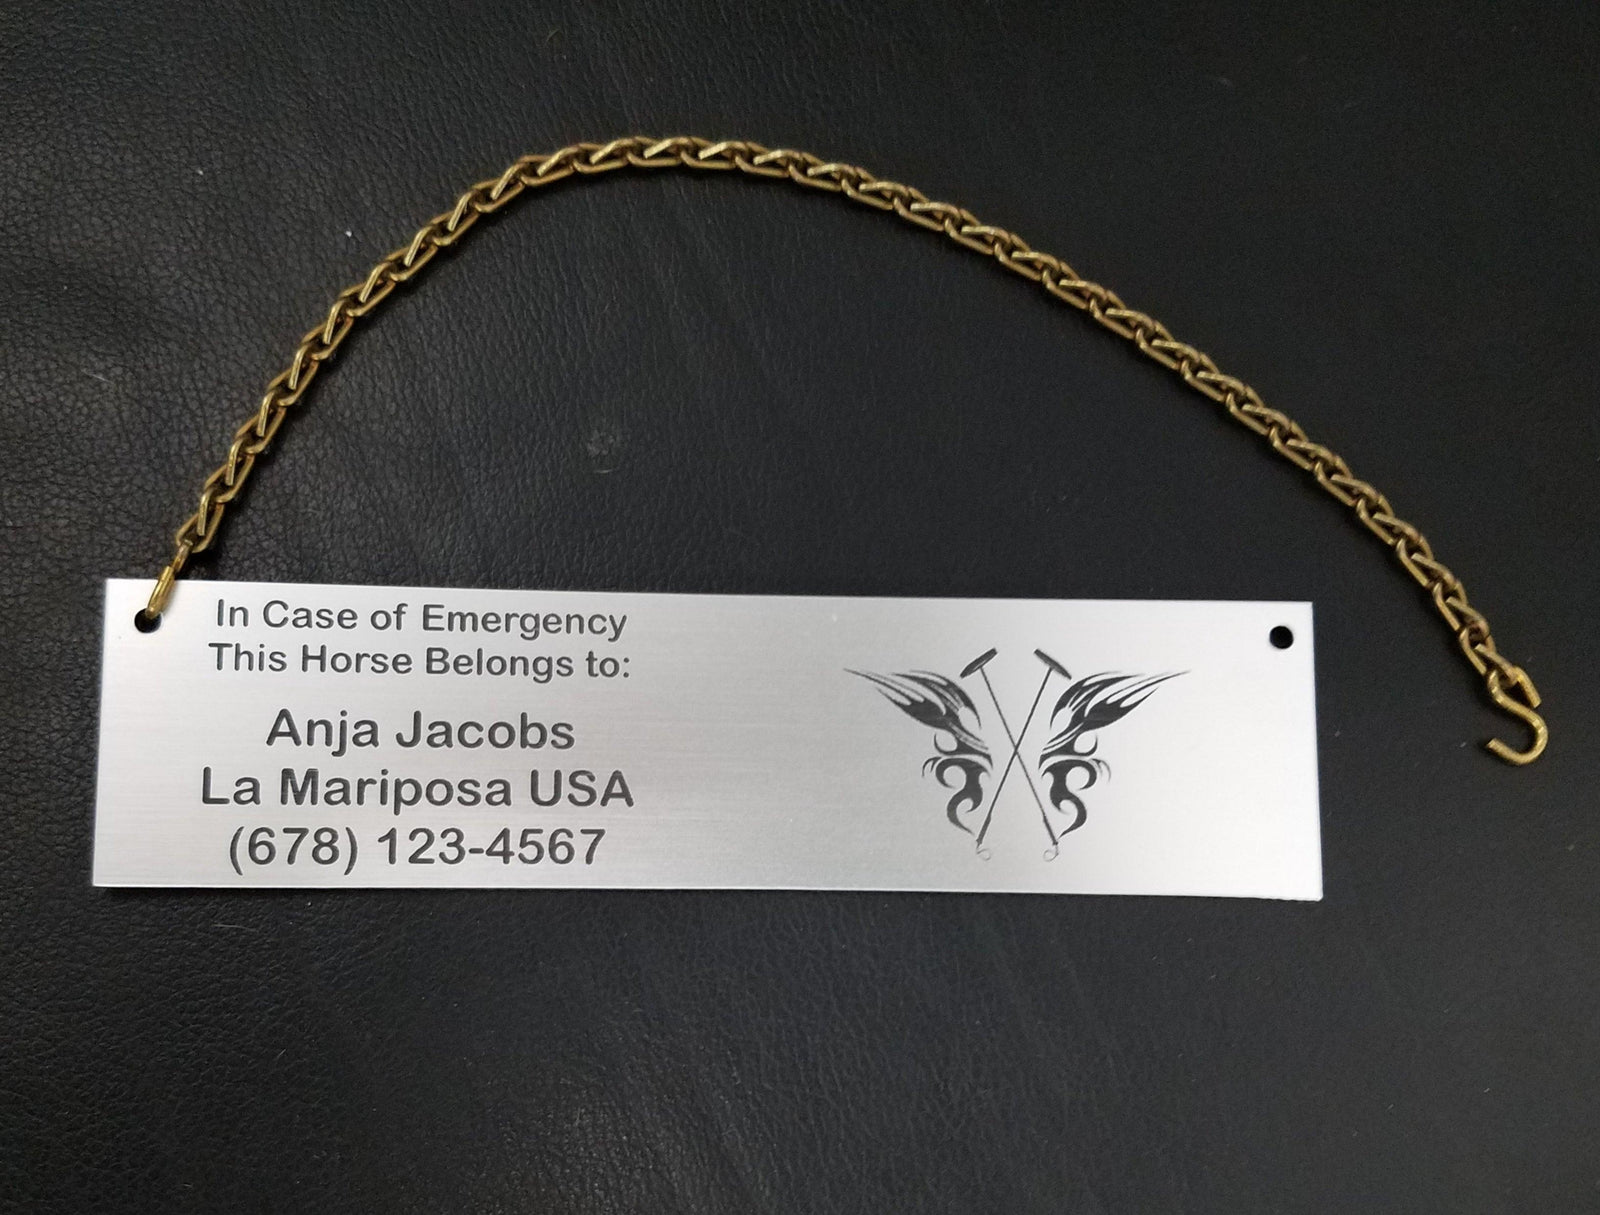 In Case of Emergency
This Horse Belongs to:
Anja Jacobs
La Mariposa USA
(678) 123-4567